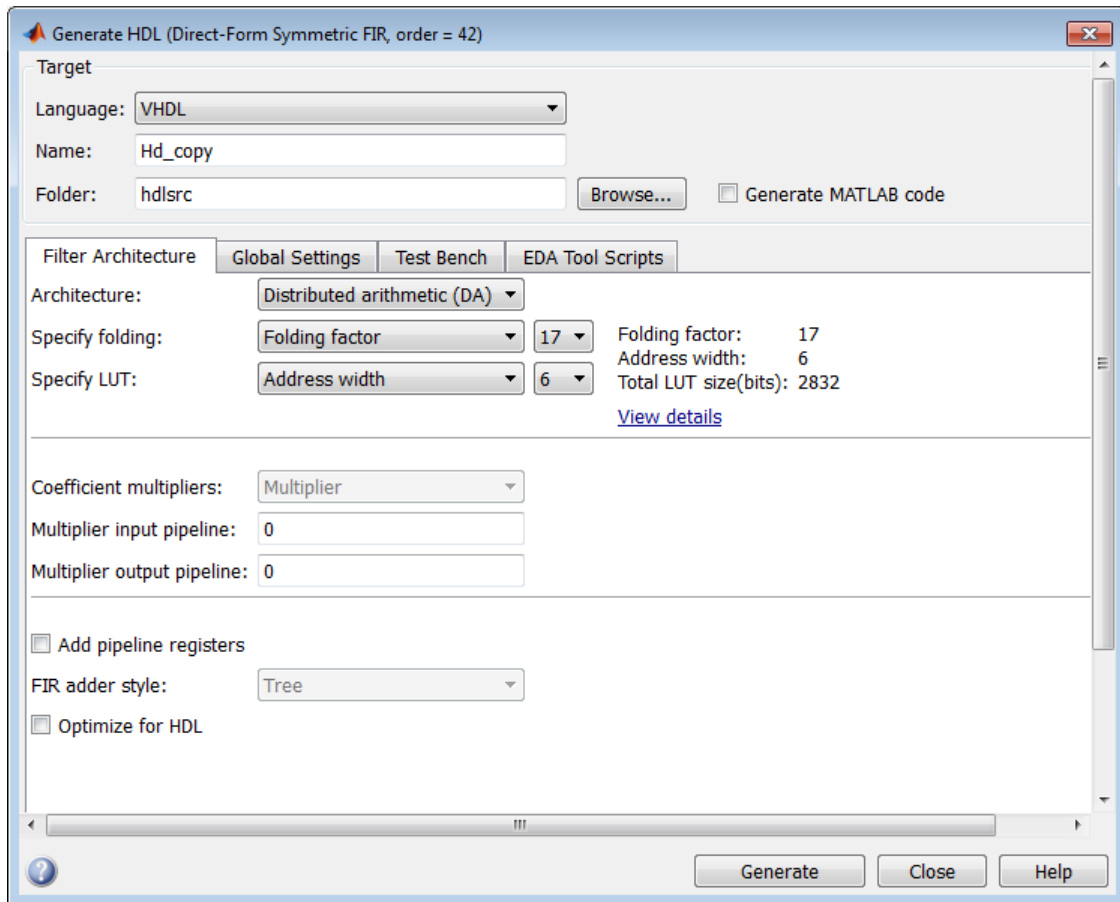 Generate HDL (Direct-Form Symmetric FIR, order = 42)
Target
Language: VHDL
Name: Hd_copy
Folder: hdlsrc Browse... Generate MATLAB code
Filter Architecture Global Settings Test Bench EDA Tool Scripts
Architecture: Distributed arithmetic (DA)
Specify folding: Folding factor 17 Folding factor: 17
Address width: 6
Specify LUT: Address width 6 Total LUT size(bits): 2832
View details
Coefficient multipliers: Multiplier
Multiplier input pipeline: 0
Multiplier output pipeline: 0
Add pipeline registers
FIR adder style: Tree
Optimize for HDL
? Generate Close Help